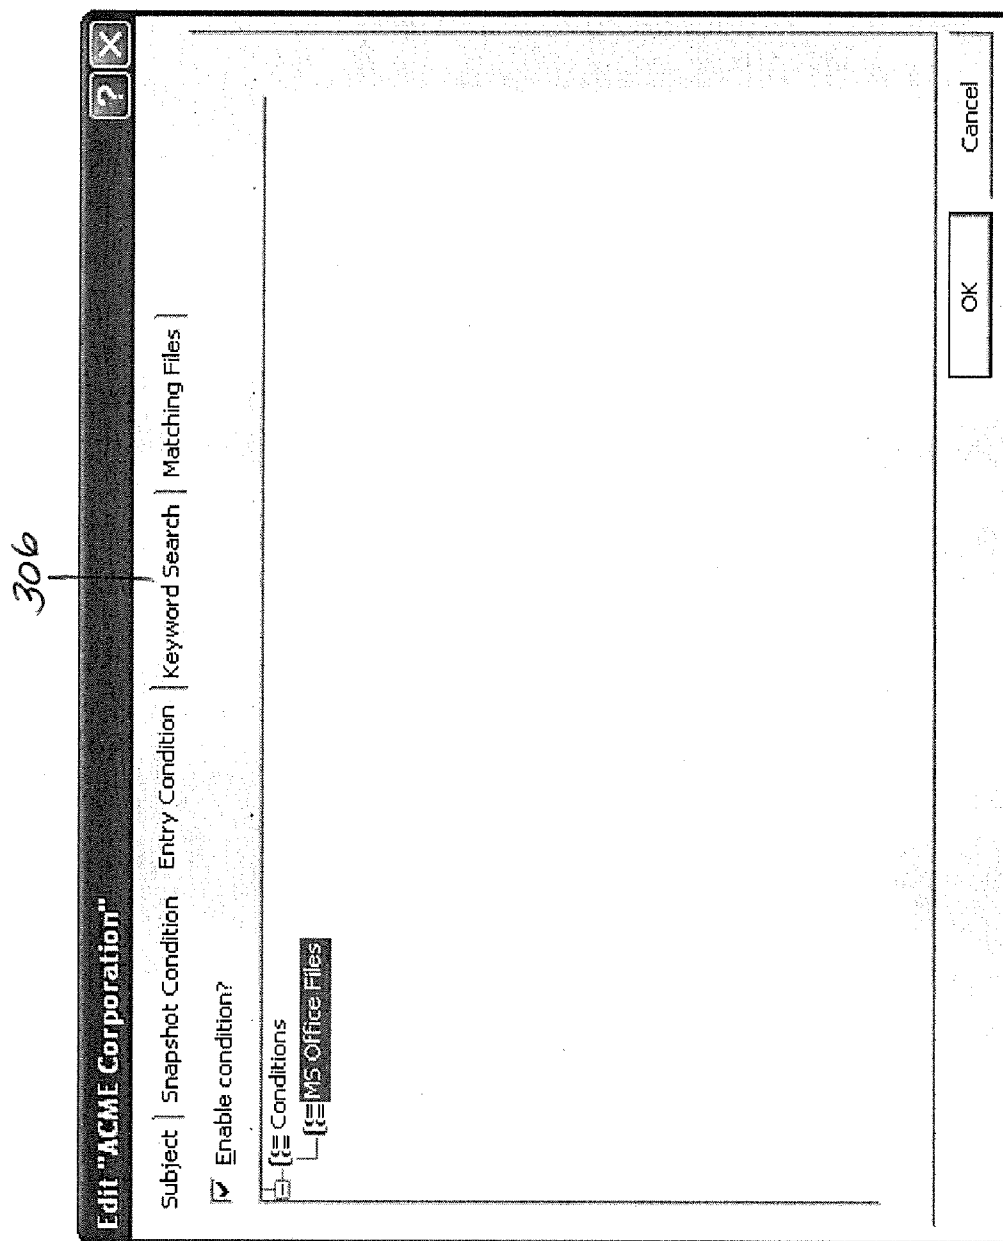 306
Edit "ACME Corporation"
Subject Snapshot Condition Entry Condition Keyword Search Matching Files
Enable condition?
Conditions
MS Office Files
OK Cancel